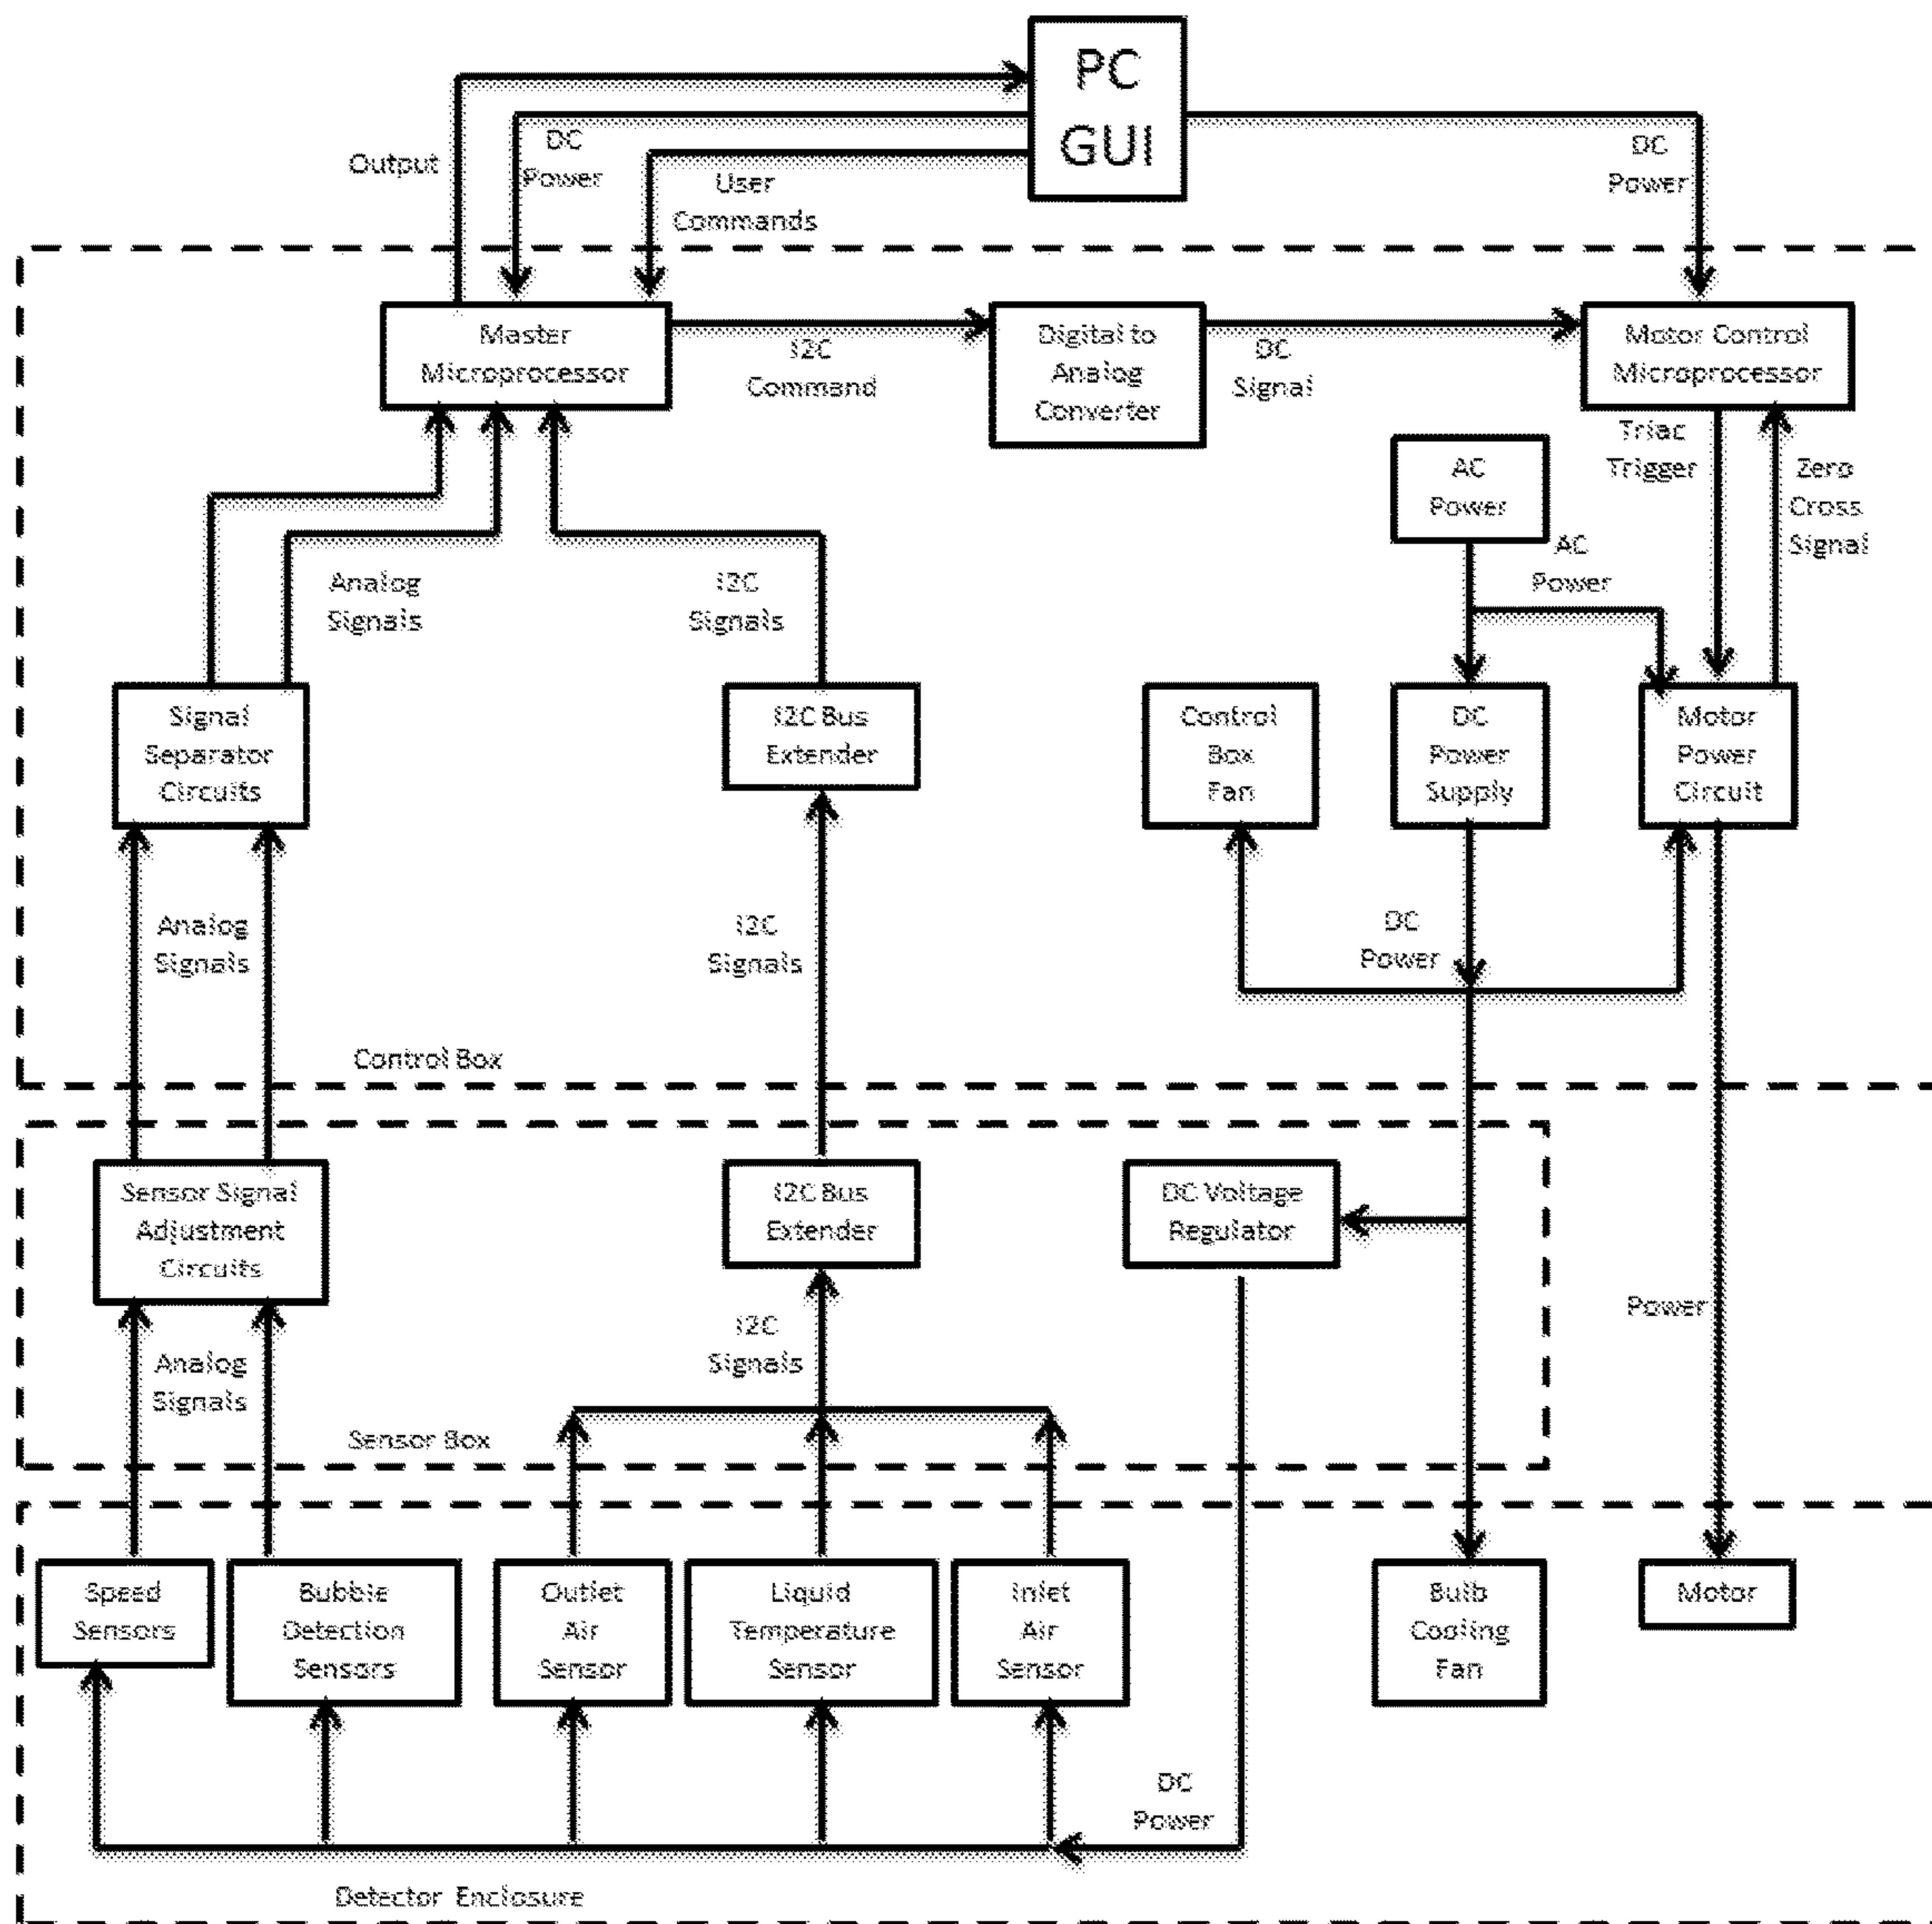 PC
GUI
Output
DC
Power
User
Commands
DC
Power
Master
Microprocessor
I2C
Command
Digital to
Analog
Converter
DC
Signal
Motor Control
Microprocessor
AC
Power
Triac
Trigger
Zero
Cross
Signal
AC
Power
Analog
Signals
I2C
Signals
Signal
Separator
Circuits
I2C Bus
Extender
Control
Box
Fan
DC
Power
Supply
Motor
Power
Circuit
Analog
Signals
I2C
Signals
DC
Power
Control Box
Sensor Signal
Adjustment
Circuits
I2C Bus
Extender
DC Voltage
Regulator
Analog
Signals
I2C
Signals
Power
Sensor Box
Speed
Sensors
Bubble
Detection
Sensors
Outlet
Air
Sensor
Liquid
Temperature
Sensor
Inlet
Air
Sensor
Bulb
Cooling
Fan
Motor
DC
Power
Detector Enclosure